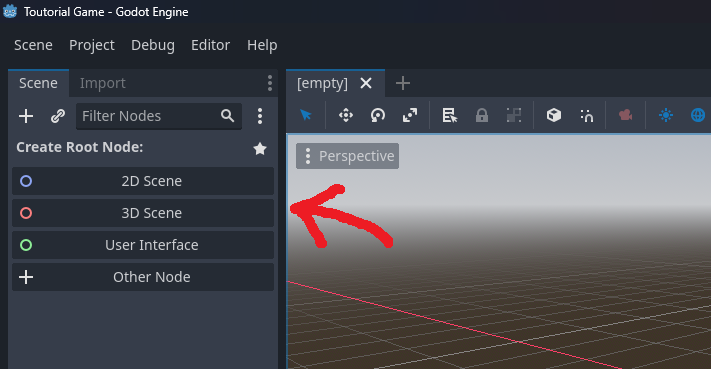 Toutorial Game - Godot Engine
Scene Project Debug Editor Help
Scene Import
[empty]
Filter Nodes
Create Root Node:
Perspective
2D Scene
3D Scene
User Interface
Other Node